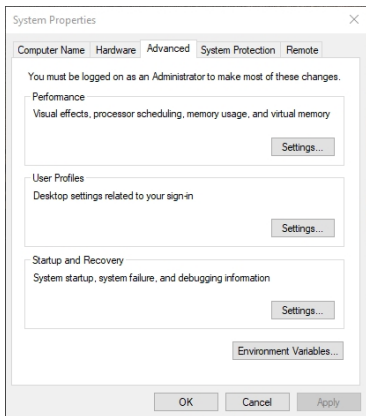 System Properties
Computer Name Hardware Advanced System Protection Remote
You must be logged on as an Administrator to make most of these changes.
Performance
Visual effects, processor scheduling, memory usage, and virtual memory
Settings...
User Profiles
Desktop settings related to your sign-in
Settings...
Startup and Recovery
System startup, system failure, and debugging information
Settings...
Environment Variables...
OK Cancel Apply